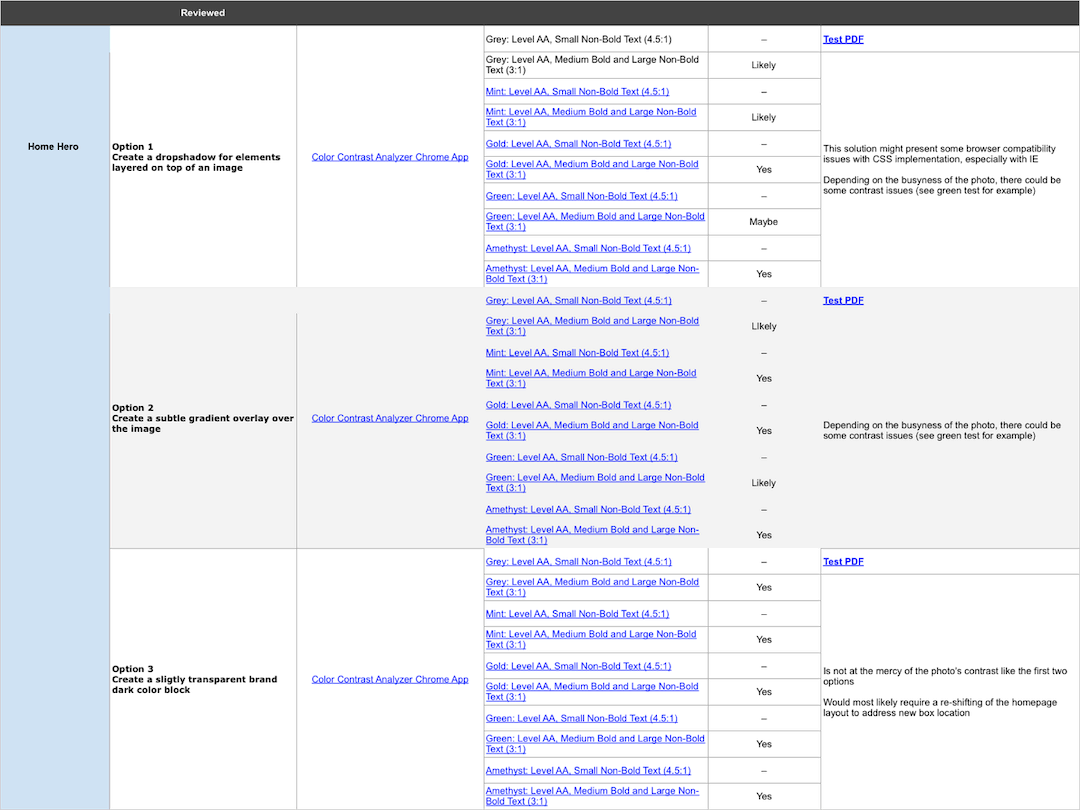 Reviewed
Home Hero
Option 1
Create a dropshadow for elements
layered on top of an image
Color Contrast Analyzer Chrome App
Grey: Level AA, Small Non-Bold Text (4.5:1)
–
Test PDF
Grey: Level AA, Medium Bold and Large Non-Bold
Text (3:1)
Likely
Mint: Level AA, Small Non-Bold Text (4.5:1)
–
Mint: Level AA, Medium Bold and Large Non-Bold
Text (3:1)
Likely
Gold: Level AA, Small Non-Bold Text (4.5:1)
–
Gold: Level AA, Medium Bold and Large Non-Bold
Text (3:1)
Yes
Green: Level AA, Small Non-Bold Text (4.5:1)
–
Green: Level AA, Medium Bold and Large Non-Bold
Text (3:1)
Maybe
Amethyst: Level AA, Small Non-Bold Text (4.5:1)
–
Amethyst: Level AA, Medium Bold and Large Non-
Bold Text (3:1)
Yes
This solution might present some browser compatibility
issues with CSS implementation, especially with IE
Depending on the busyness of the photo, there could be
some contrast issues (see green test for example)
Option 2
Create a subtle gradient overlay over
the image
Color Contrast Analyzer Chrome App
Grey: Level AA, Small Non-Bold Text (4.5:1)
–
Test PDF
Grey: Level AA, Medium Bold and Large Non-Bold
Text (3:1)
LIkely
Mint: Level AA, Small Non-Bold Text (4.5:1)
–
Mint: Level AA, Medium Bold and Large Non-Bold
Text (3:1)
Yes
Gold: Level AA, Small Non-Bold Text (4.5:1)
–
Gold: Level AA, Medium Bold and Large Non-Bold
Text (3:1)
Yes
Green: Level AA, Small Non-Bold Text (4.5:1)
–
Green: Level AA, Medium Bold and Large Non-Bold
Text (3:1)
Likely
Amethyst: Level AA, Small Non-Bold Text (4.5:1)
–
Amethyst: Level AA, Medium Bold and Large Non-
Bold Text (3:1)
Yes
Depending on the busyness of the photo, there could be
some contrast issues (see green test for example)
Option 3
Create a sligtly transparent brand
dark color block
Color Contrast Analyzer Chrome App
Grey: Level AA, Small Non-Bold Text (4.5:1)
–
Test PDF
Grey: Level AA, Medium Bold and Large Non-Bold
Text (3:1)
Yes
Mint: Level AA, Small Non-Bold Text (4.5:1)
–
Mint: Level AA, Medium Bold and Large Non-Bold
Text (3:1)
Yes
Gold: Level AA, Small Non-Bold Text (4.5:1)
–
Gold: Level AA, Medium Bold and Large Non-Bold
Text (3:1)
Yes
Green: Level AA, Small Non-Bold Text (4.5:1)
–
Green: Level AA, Medium Bold and Large Non-Bold
Text (3:1)
Yes
Amethyst: Level AA, Small Non-Bold Text (4.5:1)
–
Amethyst: Level AA, Medium Bold and Large Non-
Bold Text (3:1)
Yes
Is not at the mercy of the photo's contrast like the first two
options
Would most likely require a re-shifting of the homepage
layout to address new box location